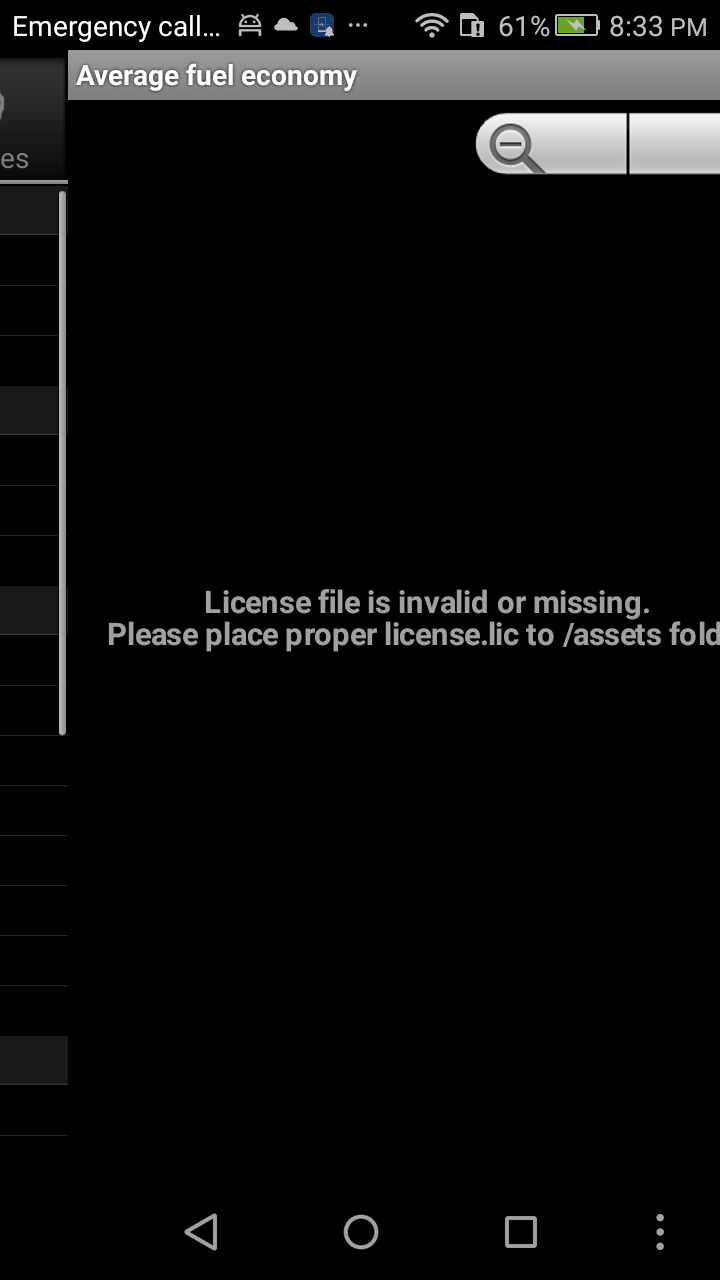 Emergency call... 61% 8:33 PM
Average fuel economy
es
License file is invalid or missing.
Please place proper license.lic to /assets fold